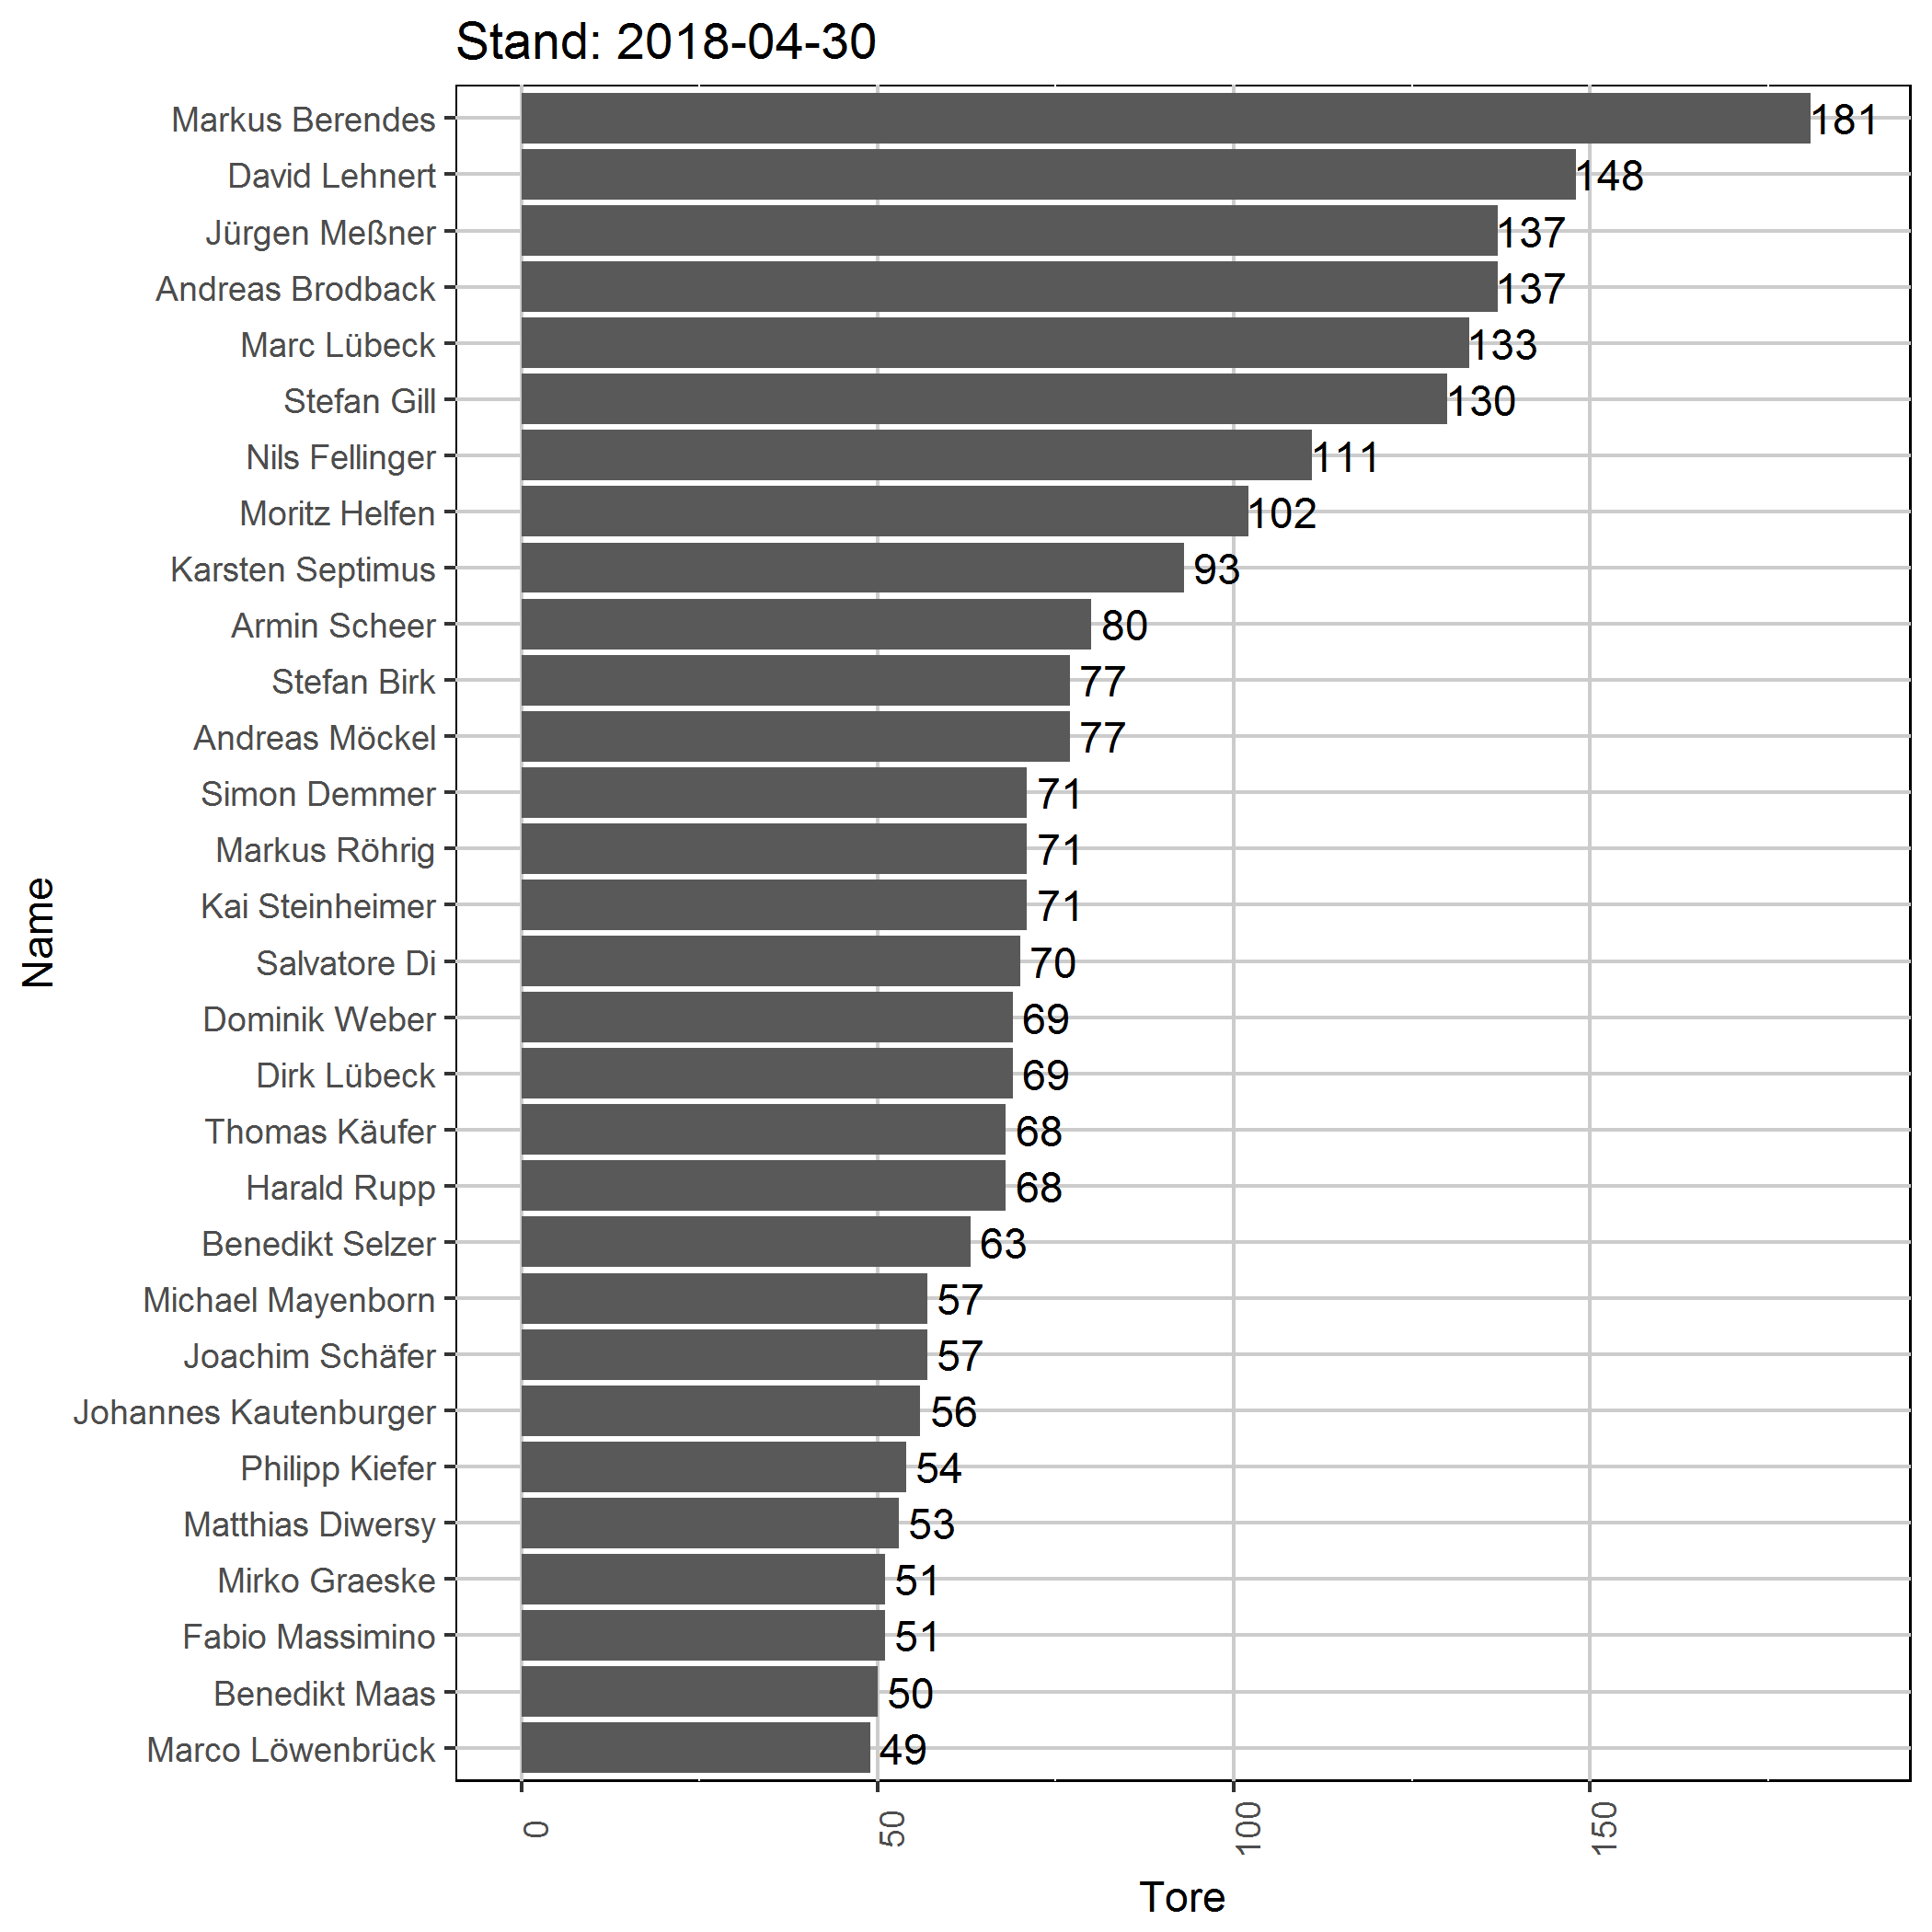 Stand: 2018-04-30
Markus Berendes 181
David Lehnert 148
Jürgen Meßner 137
Andreas Brodback 137
Marc Lübeck 133
Stefan Gill 130
Nils Fellinger 111
Moritz Helfen 102
Karsten Septimus 93
Armin Scheer 80
Stefan Birk 77
Andreas Möckel 77
Simon Demmer 71
Markus Röhrig 71
Kai Steinheimer 71
Salvatore Di 70
Dominik Weber 69
Dirk Lübeck 69
Thomas Käufer 68
Harald Rupp 68
Benedikt Selzer 63
Michael Mayenborn 57
Joachim Schäfer 57
Johannes Kautenburger 56
Philipp Kiefer 54
Matthias Diwersy 53
Mirko Graeske 51
Fabio Massimino 51
Benedikt Maas 50
Marco Löwenbrück 49
Name
0 50 100 150
Tore